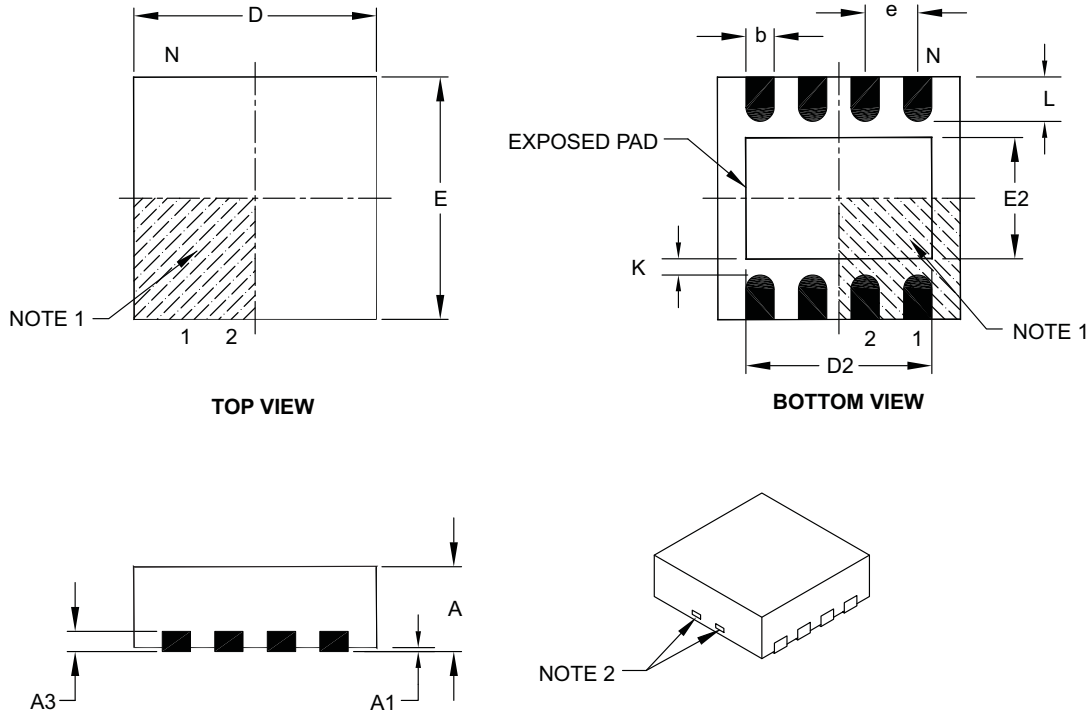 D
N
E
NOTE 1
1 2
TOP VIEW
e
b
N
L
EXPOSED PAD
E2
K
NOTE 1
2 1
D2
BOTTOM VIEW
A
A3
A1
NOTE 2